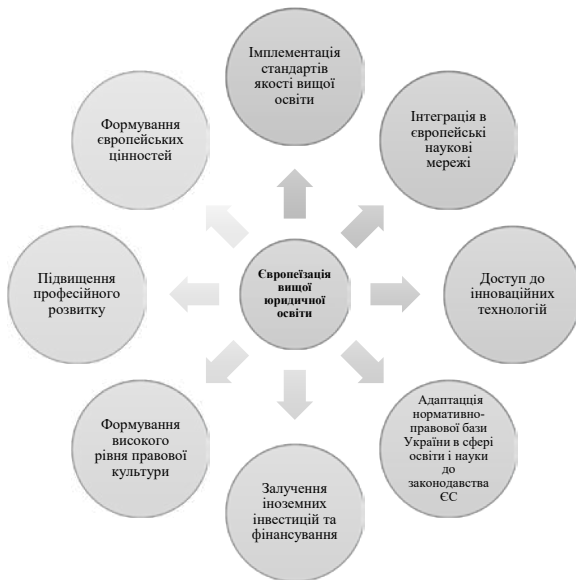 Імплементація
стандартів
якості вищої
освіти
Інтеграція в
європейські
наукові
мережі
Доступ до
інноваційних
технологій
Адаптацція
нормативно-
правової бази
України в сфері
освіти і науки
до
законодавства
ЄС
Залучення
іноземних
інвестицій та
фінансування
Формування
високого
рівня правової
культури
Підвищення
професійного
розвитку
Формування
європейських
цінностей
Європеїзація
вищої
юридичної
освіти